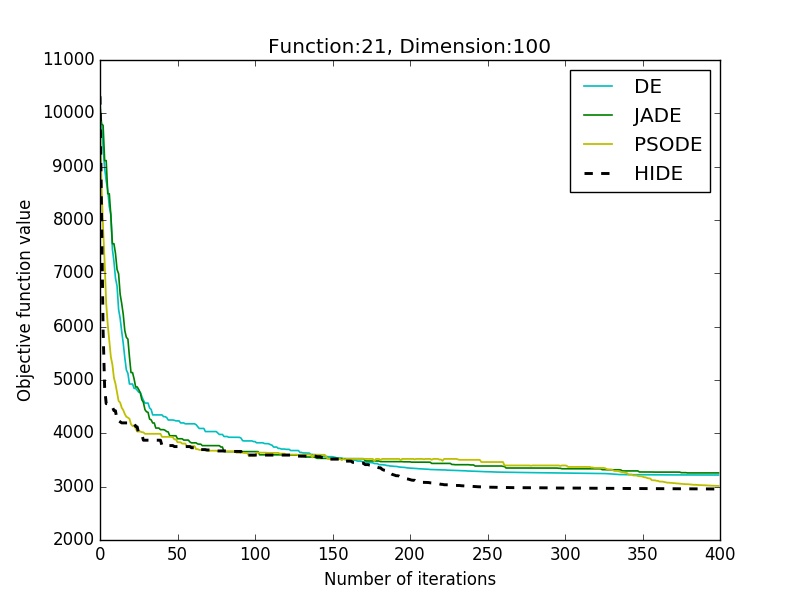 Function:21, Dimension:100
11000
10000
9000
8000
7000
6000
5000
4000
3000
2000
Objective function value
DE
JADE
PSODE
HIDE
0 50 100 150 200 250 300 350 400
Number of iterations